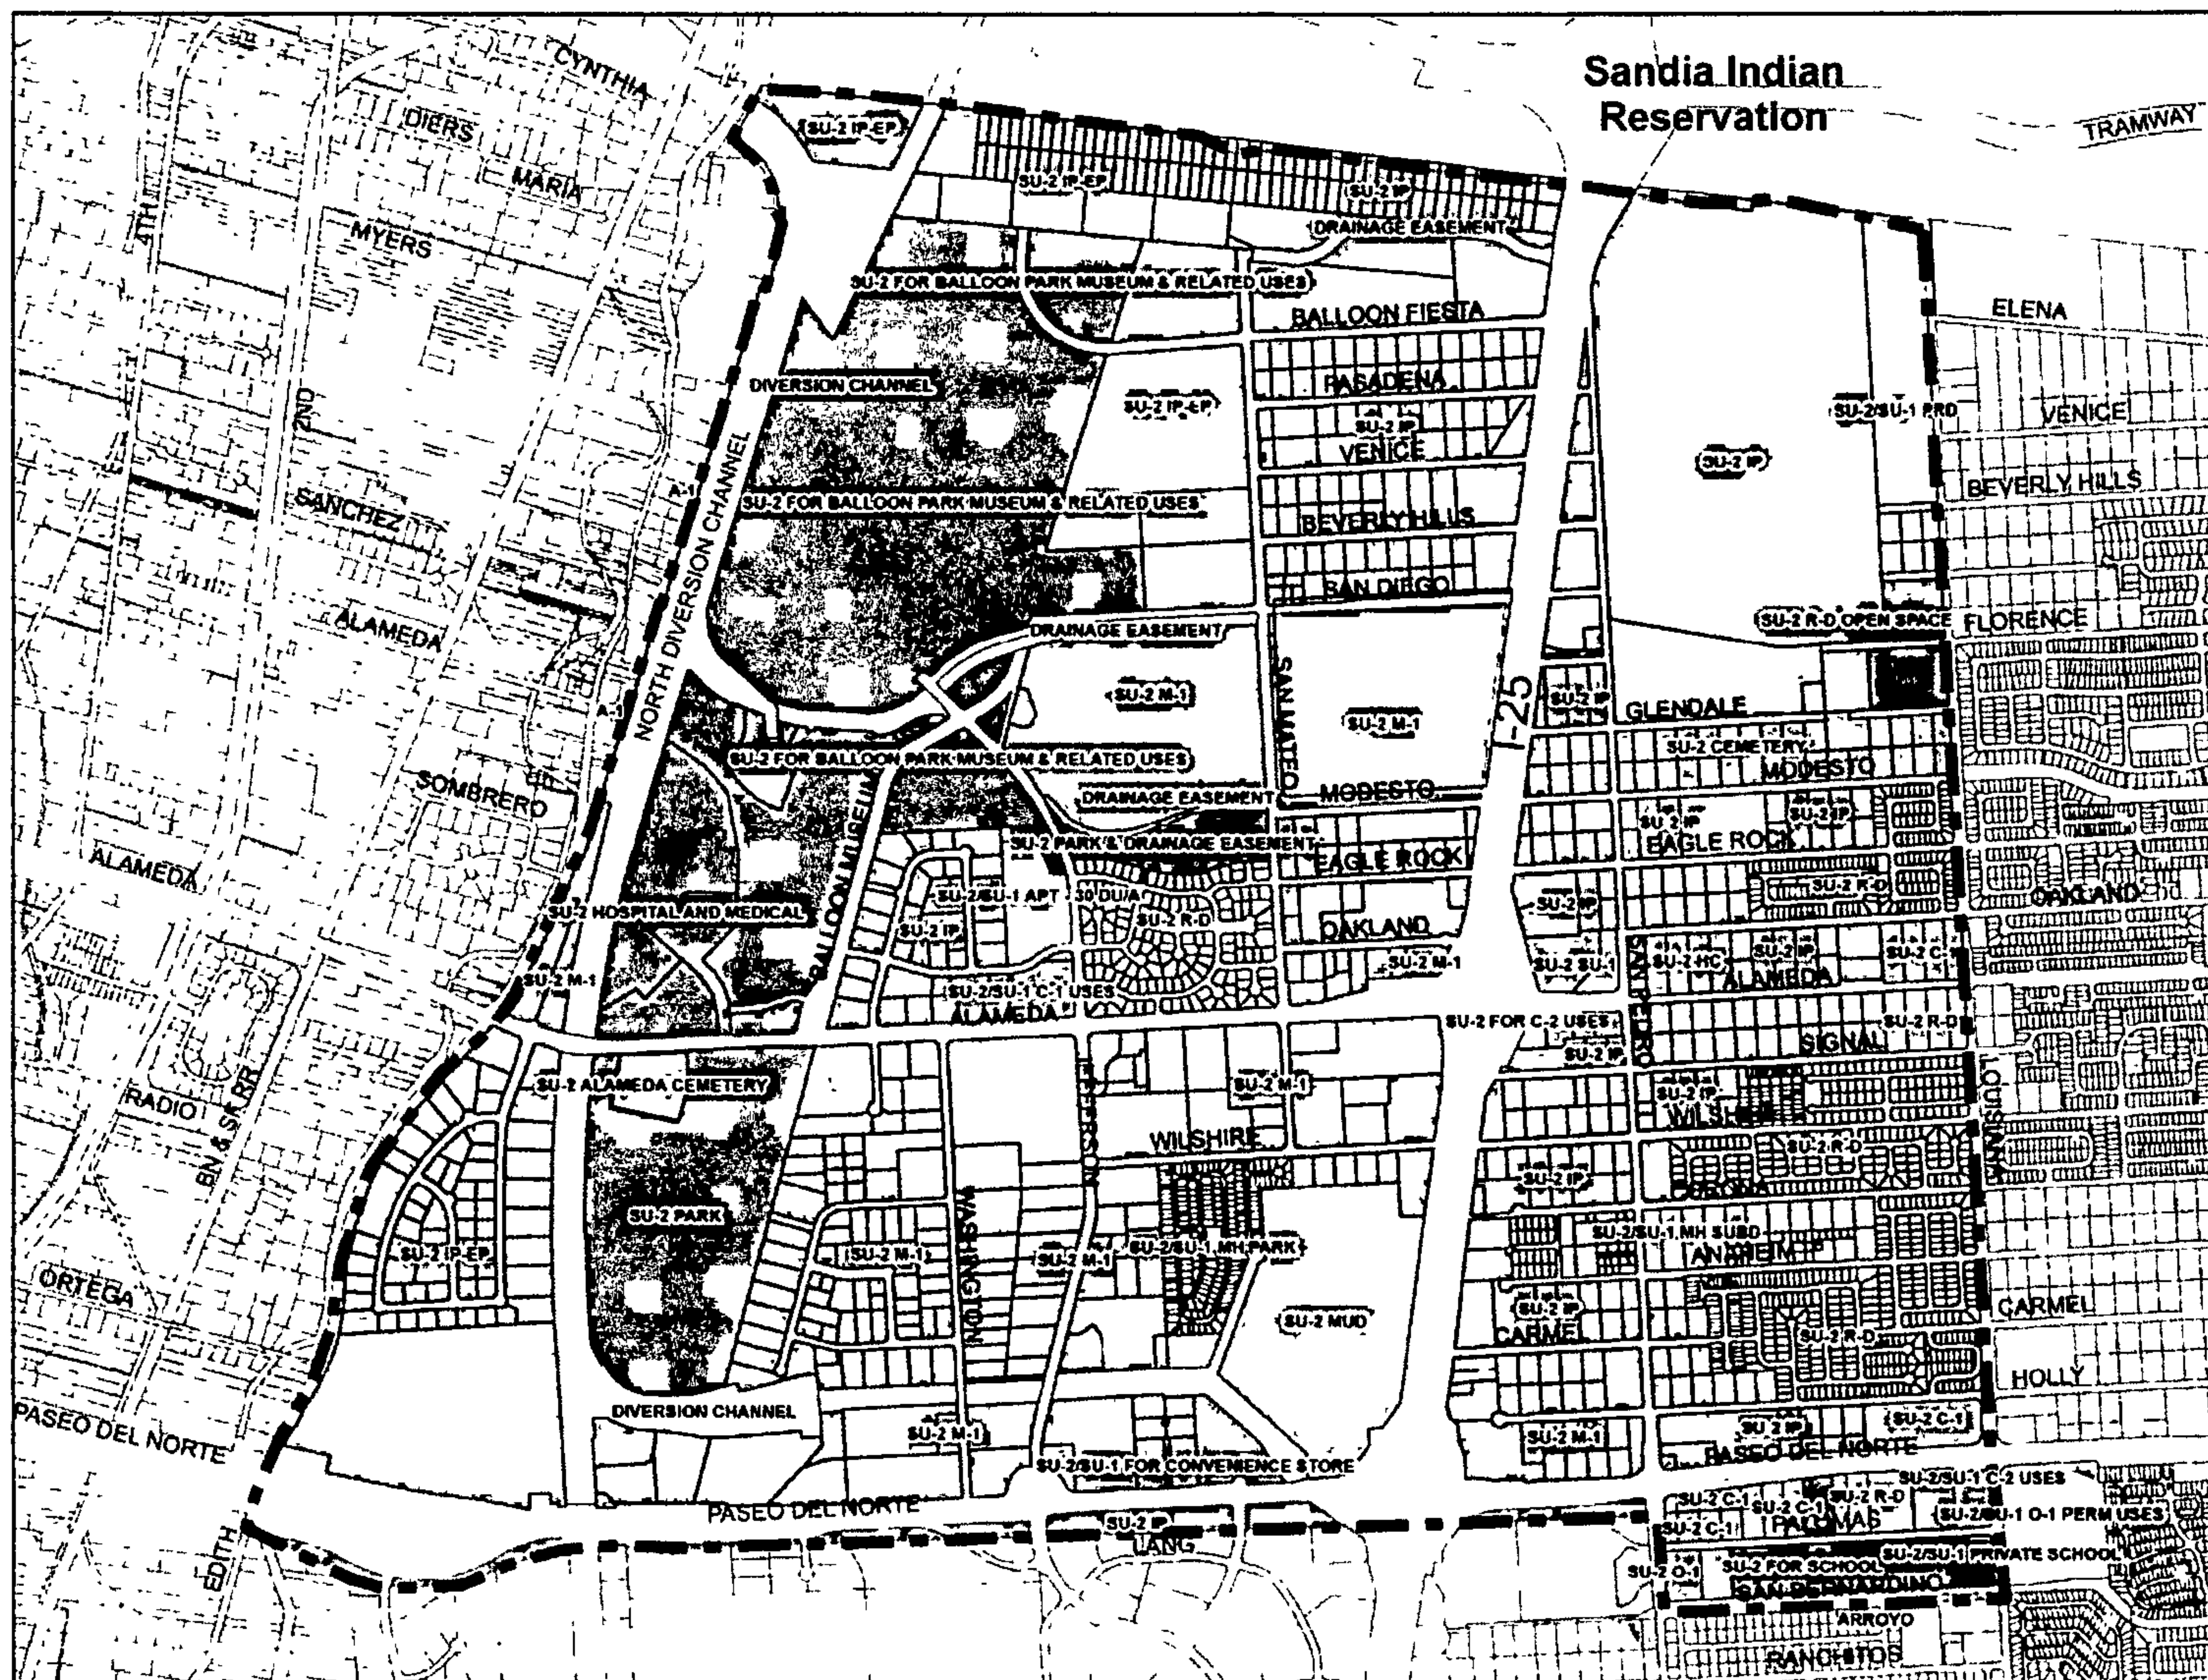 Sandia Indian
Reservation
TRAMWAY
CYNTHIA
DIERS
MARIA
MYERS
4TH
2ND
SU-2 IP-EP
SU-2 IP-EP
SU-2 IP
DRAINAGE EASEMENT
SU-2 FOR BALLOON PARK MUSEUM & RELATED USES
BALLOON FIESTA
ELENA
DIVERSION CHANNEL
PASADENA
SU-2 IP-EP
SU-2 IP
SU-2/SU-1 PRD
VENICE
VENICE
SU-2 IP
A-1
SU-2 FOR BALLOON PARK MUSEUM & RELATED USES
BEVERLY HILLS
BEVERLY HILLS
SANCHEZ
NORTH DIVERSION CHANNEL
SAN DIEGO
ALAMEDA
DRAINAGE EASEMENT
SU-2 R-D OPEN SPACE
FLORENCE
SU-2 M-1
SAN MATEO
SU-2 M-1
I-25
SU-2 IP
GLENDALE
A-1
SU-2 CEMETERY
SU-2 FOR BALLOON PARK MUSEUM & RELATED USES
MODESTO
SOMBRERO
DRAINAGE EASEMENT
MODESTO
SU-2 IP
SU-2 IP
SU-2 PARK & DRAINAGE EASEMENT
EAGLE ROCK
EAGLE ROCK
ALAMEDA
BALLOON MUSEUM
SU-2/SU-1 APT - 30 DU/A
SU-2 R-D
SU-2 R-D
OAKLAND
SU-2 HOSPITAL AND MEDICAL
SU-2 IP
SU-2 IP
OAKLAND
SU-2 M-1
SU-2 M-1
SU-2 SU-1
SU-2 HC
SU-2 IP
SU-2 C-1
SU-2/SU-1 C-1 USES
ALAMEDA
ALAMEDA
SAN PEDRO
SU-2 FOR C-2 USES
SU-2 R-D
SU-2 IP
SIGNAL
SU-2 ALAMEDA CEMETERY
SU-2 M-1
SU-2 IP
RADIO
BN & SF RR
JEFFERSON
WILSHIRE
WILSHIRE
LOUISIANA
SU-2 R-D
SU-2 IP
CORONA
SU-2 PARK
WASHINGTON
SU-2 IP-EP
SU-2 M-1
SU-2 M-1
SU-2/SU-1 MH PARK
SU-2/SU-1 MH SUBD
ANAHEIM
ORTEGA
SU-2 MUD
SU-2 IP
CARMEL
CARMEL
SU-2 R-D
HOLLY
DIVERSION CHANNEL
SU-2 M-1
SU-2 M-1
SU-2 IP
SU-2 C-1
PASEO DEL NORTE
PASEO DEL NORTE
SU-2/SU-1 FOR CONVENIENCE STORE
SU-2/SU-1 C-2 USES
PASEO DEL NORTE
SU-2 IP
LANG
SU-2 C-1
SU-2 C-1
SU-2 R-D
SU-2/SU-1 O-1 PERM USES
SU-2 C-1
PALOMAS
EDITH
SU-2 O-1
SU-2 FOR SCHOOL
SU-2/SU-1 PRIVATE SCHOOL
SAN BERNARDINO
ARROYO
RANCHITOS